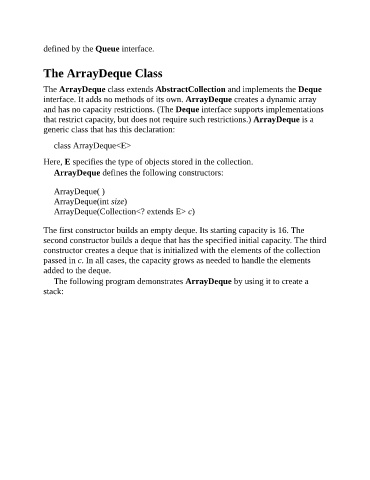 defined by the Queue interface.
The ArrayDeque Class
The ArrayDeque class extends AbstractCollection and implements the Deque
interface. It adds no methods of its own. ArrayDeque creates a dynamic array
and has no capacity restrictions. (The Deque interface supports implementations
that restrict capacity, but does not require such restrictions.) ArrayDeque is a
generic class that has this declaration:
class ArrayDeque<E>
Here, E specifies the type of objects stored in the collection.
ArrayDeque defines the following constructors:
ArrayDeque( )
ArrayDeque(int size)
ArrayDeque(Collection<? extends E> c)
The first constructor builds an empty deque. Its starting capacity is 16. The
second constructor builds a deque that has the specified initial capacity. The third
constructor creates a deque that is initialized with the elements of the collection
passed in c. In all cases, the capacity grows as needed to handle the elements
added to the deque.
The following program demonstrates ArrayDeque by using it to create a
stack: